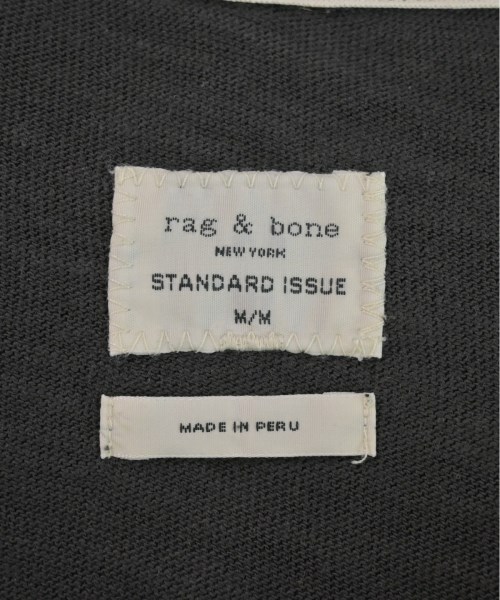 rag & bone
NEW YORK
STANDARD ISSUE
M/M
MADE IN PERU